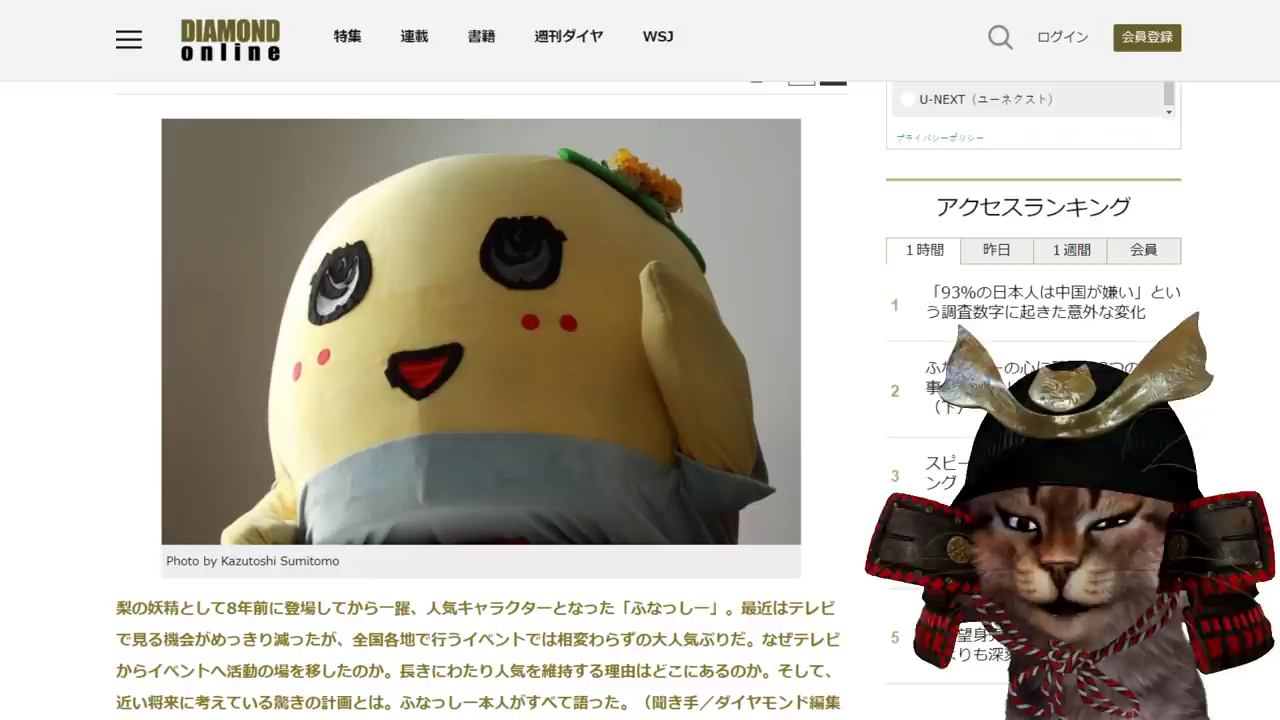 DIAMOND
online
特集
連載
書籍
週刊ダイヤ
WSJ
ログイン
会員登録
U-NEXT（ユーネクスト）
プライバシーポリシー
アクセスランキング
１時間
昨日
１週間
会員
1
「93%の日本人は中国が嫌い」とい
う調査数字に起きた意外な変化
2
3
スピー
ング
5
Photo by Kazutoshi Sumitomo
梨の妖精として8年前に登場してから一躍、人気キャラクターとなった「ふなっしー」。最近はテレビ
で見る機会がめっきり減ったが、全国各地で行うイベントでは相変わらずの大人気ぶりだ。なぜテレビ
からイベントへ活動の場を移したのか。長きにわたり人気を維持する理由はどこにあるのか。そして、
近い将来に考えている驚きの計画とは。ふなっしー本人がすべて語った。（聞き手／ダイヤモンド編集